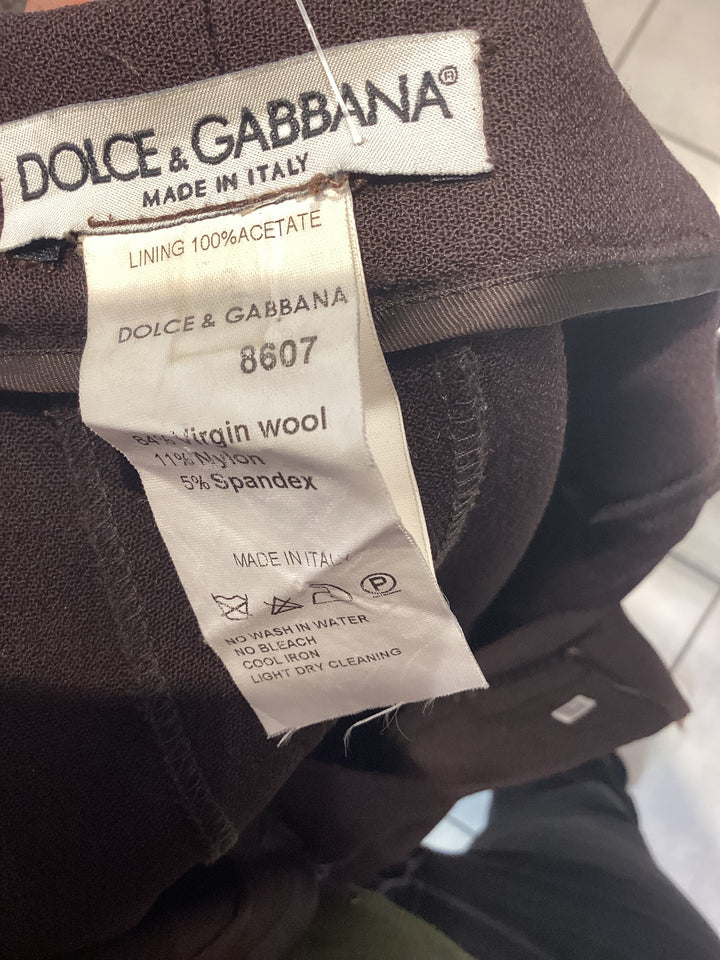 DOLCE & GABBANA®
MADE IN ITALY
LINING 100%ACETATE
DOLCE & GABBANA
8607
84% Virgin wool
11% Nylon
5% Spandex
MADE IN ITALY
P
NO WASH IN WATER
NO BLEACH
COOL IRON
LIGHT DRY CLEANING